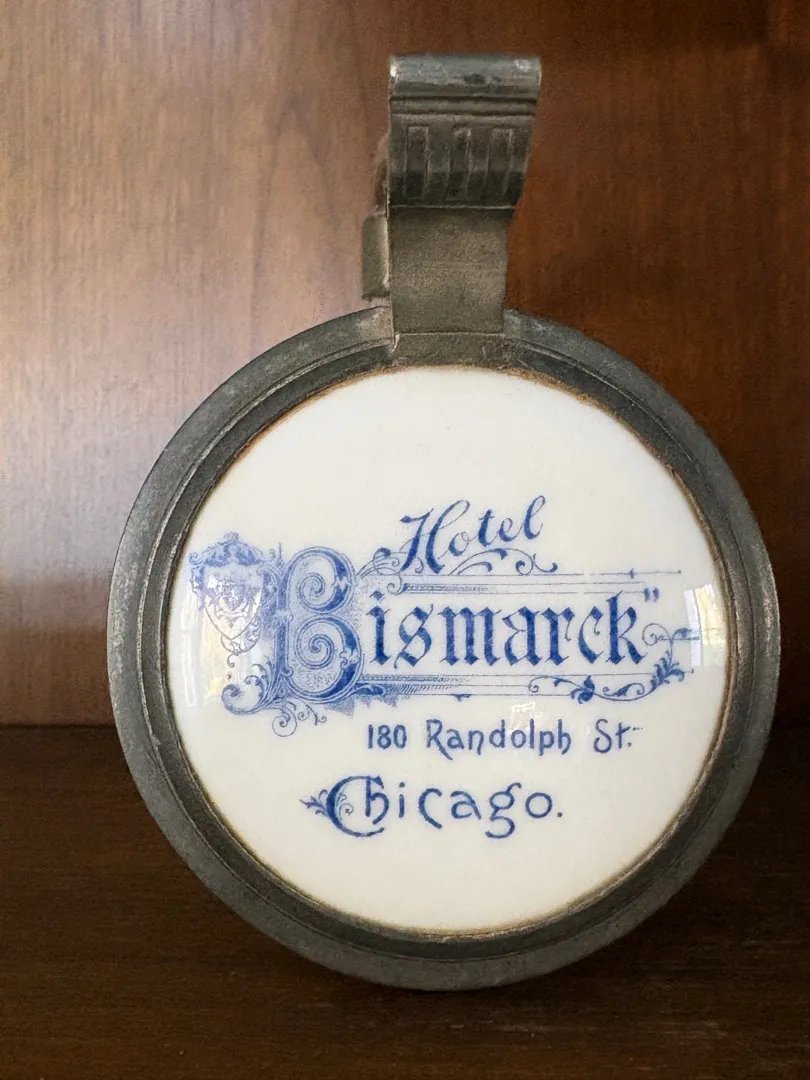 Hotel
Bismarck"
180 Randolph St.
Chicago.